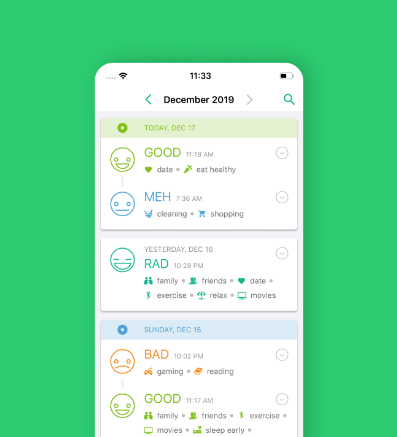 11:33
December 2019
TODAY, DEC 17
GOOD 11:18 AM
date • eat healthy
MEH 7:36 AM
cleaning • shopping
YESTERDAY, DEC 16
RAD 10:28 PM
family • friends • date •
exercise • relax • movies
SUNDAY, DEC 15
BAD 10:02 PM
gaming • reading
GOOD 11:17 AM
family • friends • exercise •
movies • sleep early •